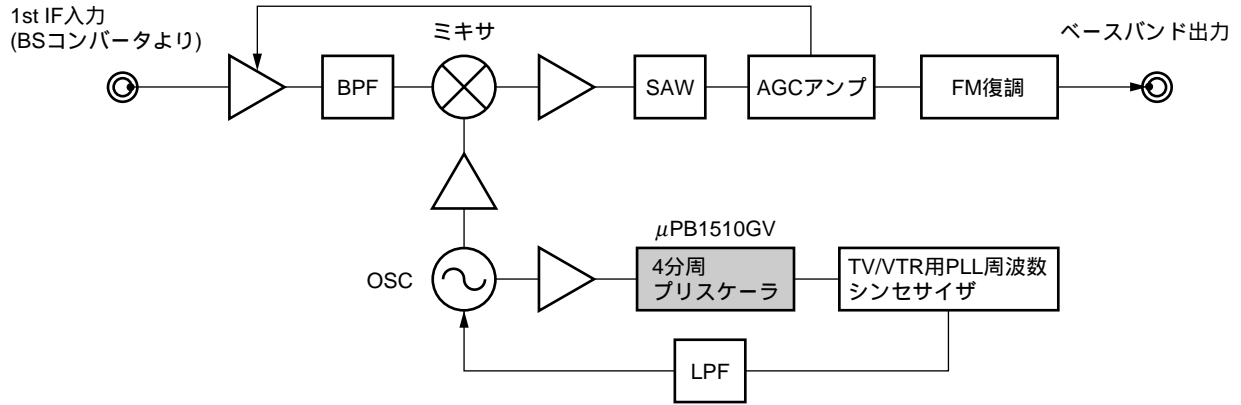 1st IF入力
(BSコンバータより)
ミキサ
ベースバンド出力
BPF
SAW
AGCアンプ
FM復調
μPB1510GV
OSC
4分周
プリスケーラ
TV/VTR用PLL周波数
シンセサイザ
LPF